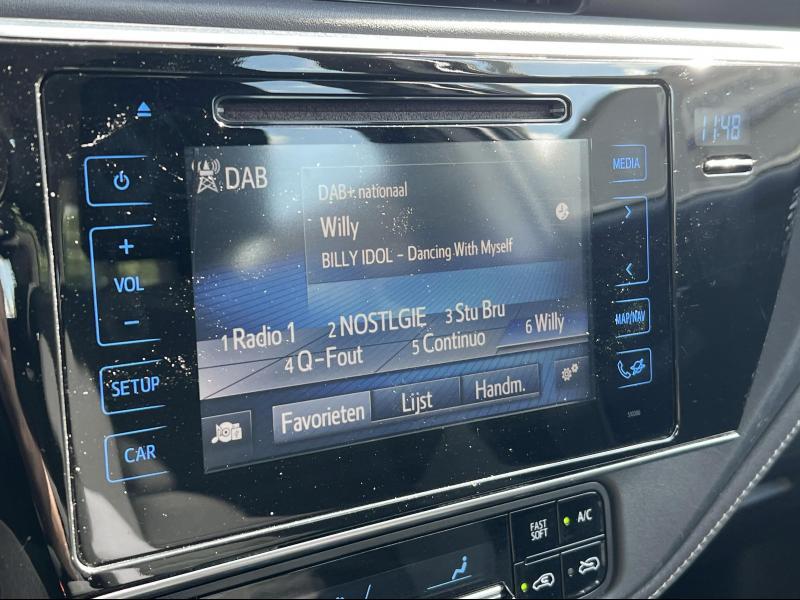 11:48
MEDIA
DAB
DAB+ nationaal
Willy
BILLY IDOL - Dancing With Myself
VOL
1 Radio 1
2 NOSTLGIE
3 Stu Bru
4 Q-Fout
5 Continuo
6 Willy
MAP/NAV
SETUP
Favorieten
Lijst
Handm.
CAR
FAST
SOFT
A/C